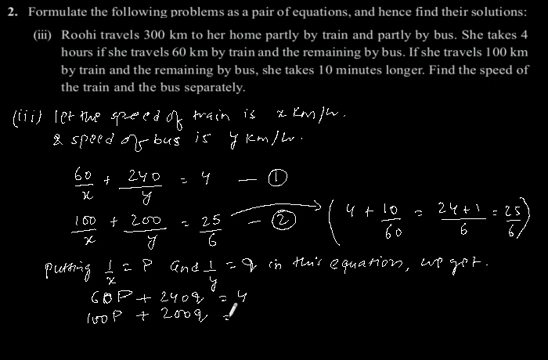 2. Formulate the following problems as a pair of equations, and hence find their solutions:
(iii) Roohi travels 300 km to her home partly by train and partly by bus. She takes 4
hours if she travels 60 km by train and the remaining by bus. If she travels 100 km
by train and the remaining by bus, she takes 10 minutes longer. Find the speed of
the train and the bus separately.
(iii) let the speed of train is x km/h.
& speed of bus is y km/h.
60/x + 240/y = 4 — ①
100/x + 200/y = 25/6 — ② → (4 + 10/60 = 24+1/6 = 25/6)
putting 1/x = P and 1/y = q in this equation, we get.
60P + 240q = 4
100P + 200q =